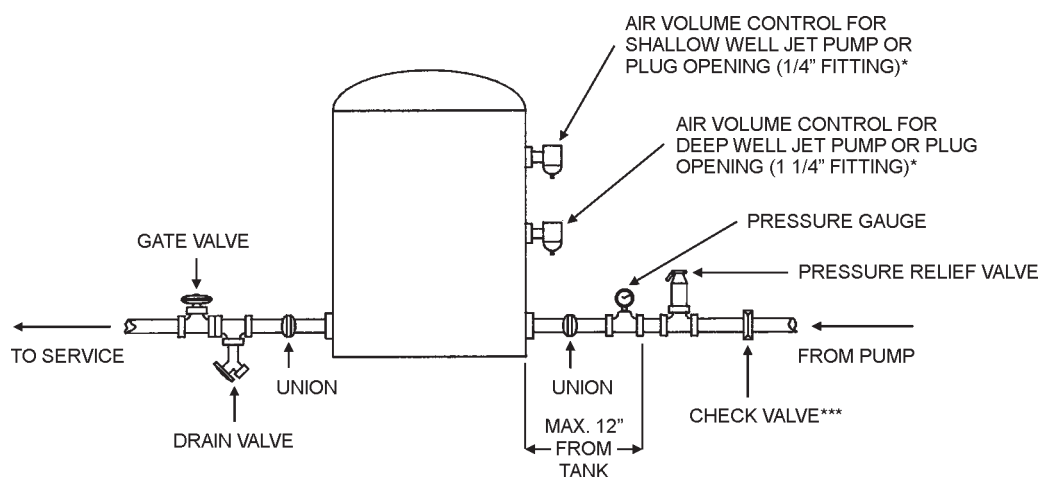 AIR VOLUME CONTROL FOR
SHALLOW WELL JET PUMP OR
PLUG OPENING (1/4” FITTING)*
AIR VOLUME CONTROL FOR
DEEP WELL JET PUMP OR PLUG
OPENING (1 1/4” FITTING)*
PRESSURE GAUGE
GATE VALVE
PRESSURE RELIEF VALVE
TO SERVICE
FROM PUMP
UNION
UNION
CHECK VALVE***
DRAIN VALVE
MAX. 12”
FROM
TANK